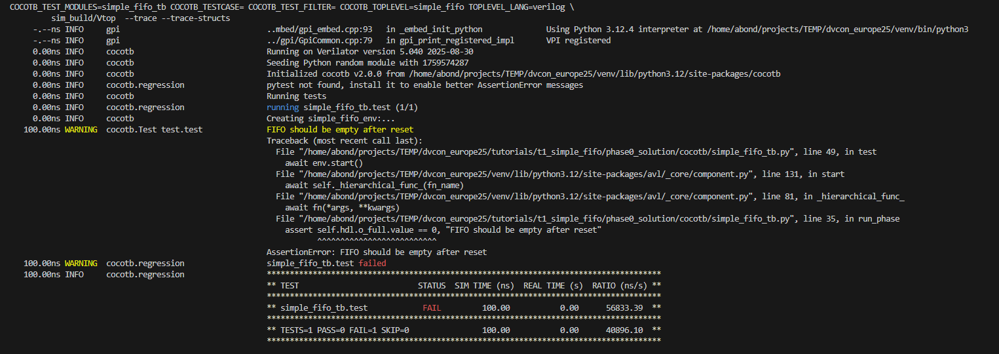 COCOTB_TEST_MODULES=simple_fifo_tb COCOTB_TESTCASE= COCOTB_TEST_FILTER= COCOTB_TOPLEVEL=simple_fifo TOPLEVEL_LANG=verilog \
sim_build/Vtop --trace --trace-structs
-.--ns INFO gpi ..mbed/gpi_embed.cpp:93 in _embed_init_python Using Python 3.12.4 interpreter at /home/abond/projects/TEMP/dvcon_europe25/venv/bin/python3
-.--ns INFO gpi ../gpi/GpiCommon.cpp:79 in gpi_print_registered_impl VPI registered
0.00ns INFO cocotb Running on Verilator version 5.040 2025-08-30
0.00ns INFO cocotb Seeding Python random module with 1759574287
0.00ns INFO cocotb Initialized cocotb v2.0.0 from /home/abond/projects/TEMP/dvcon_europe25/venv/lib/python3.12/site-packages/cocotb
0.00ns INFO cocotb.regression pytest not found, install it to enable better AssertionError messages
0.00ns INFO cocotb Running tests
0.00ns INFO cocotb.regression running simple_fifo_tb.test (1/1)
0.00ns INFO cocotb Creating simple_fifo_env:...
100.00ns WARNING cocotb.Test test.test FIFO should be empty after reset
Traceback (most recent call last):
File "/home/abond/projects/TEMP/dvcon_europe25/tutorials/t1_simple_fifo/phase0_solution/cocotb/simple_fifo_tb.py", line 49, in test
await env.start()
File "/home/abond/projects/TEMP/dvcon_europe25/venv/lib/python3.12/site-packages/avl/_core/component.py", line 131, in start
await self._hierarchical_func_(fn_name)
File "/home/abond/projects/TEMP/dvcon_europe25/venv/lib/python3.12/site-packages/avl/_core/component.py", line 81, in _hierarchical_func_
await fn(*args, **kwargs)
File "/home/abond/projects/TEMP/dvcon_europe25/tutorials/t1_simple_fifo/phase0_solution/cocotb/simple_fifo_tb.py", line 35, in run_phase
assert self.hdl.o_full.value == 0, "FIFO should be empty after reset"
^^^^^^^^^^^^^^^^^^^^^^^^^^
AssertionError: FIFO should be empty after reset
100.00ns WARNING cocotb.regression simple_fifo_tb.test failed
100.00ns INFO cocotb.regression **************************************************************************************
** TEST STATUS SIM TIME (ns) REAL TIME (s) RATIO (ns/s) **
**************************************************************************************
** simple_fifo_tb.test FAIL 100.00 0.00 56833.39 **
**************************************************************************************
** TESTS=1 PASS=0 FAIL=1 SKIP=0 100.00 0.00 40896.10 **
**************************************************************************************